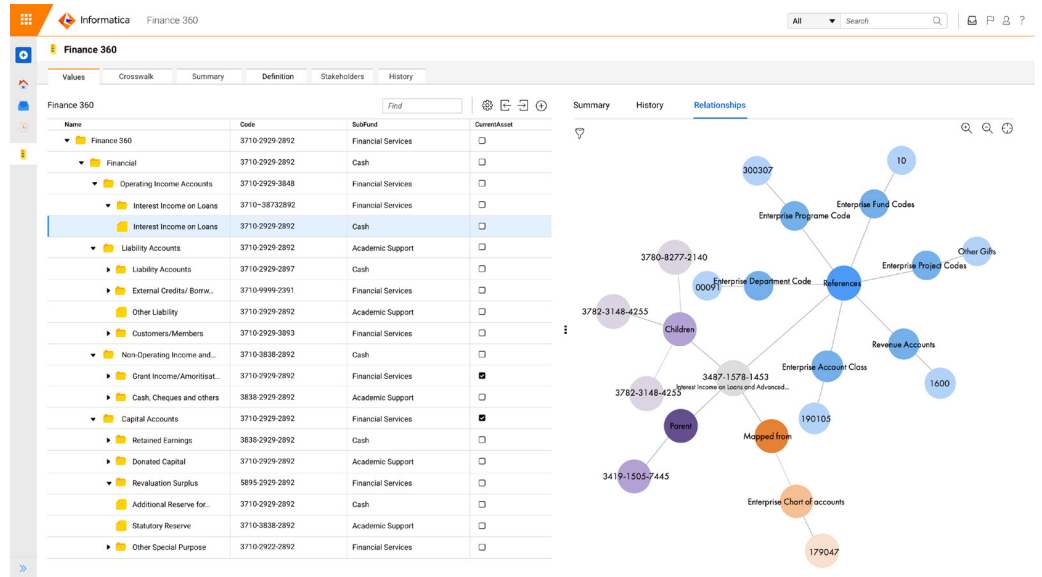 Informatica Finance 360
All Search ?
Finance 360
Values Crosswalk Summary Definition Stakeholders History
Finance 360 Find
Name Code SubFund CurrentAsset
Finance 360 3710-2929-2892 Financial Services
Financial 3710-2929-2892 Cash
Operating Income Accounts 3710-2929-3848 Financial Services
Interest Income on Loans 3710-38732892 Financial Services
Interest Income on Loans 3710-2929-2892 Cash
Liability Accounts 3710-2929-2892 Academic Support
Liability Accounts 3710-2929-2897 Cash
External Credits/ Borrw... 3710-9999-2391 Financial Services
Other Liability 3710-2929-2892 Academic Support
Customers/Members 3710-2929-3893 Financial Services
Non-Operating Income and... 3710-3838-2892 Cash
Grant Income/Amoritisat... 3710-2929-2892 Financial Services
Cash, Cheques and others 3838-2929-2892 Academic Support
Capital Accounts 3710-2929-2892 Financial Services
Retained Earnings 3838-2929-2892 Cash
Donated Capital 3710-2929-2892 Academic Support
Revaluation Surplus 5895-2929-2892 Financial Services
Additional Reserve for... 3710-2929-2892 Cash
Statutory Reserve 3710-3838-2892 Academic Support
Other Special Purpose 3710-2922-2892 Financial Services
Summary History Relationships
10
300307
Enterprise Fund Codes
Enterprise Programe Code
Other Gifts
3780-8277-2140
Enterprise Project Codes
Enterprise Department Code
References
00091
3782-3148-4255
Children
Revenue Accounts
Enterprise Account Class
3487-1578-1453
Interest Income on Loans and Advanced...
1600
3782-3148-4255
190105
Parent
Mapped from
3419-1505-7445
Enterprise Chart of accounts
179047